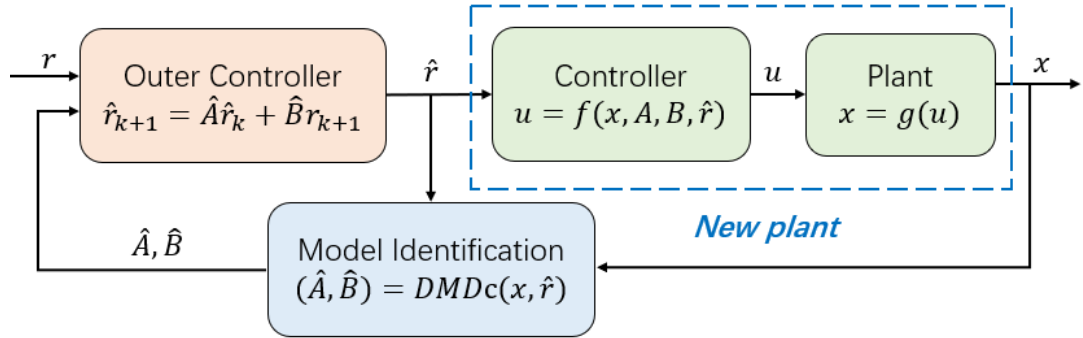 r
Outer Controller
r̂ₖ₊₁ = Âr̂ₖ + B̂rₖ₊₁
r̂
Controller
u = f(x, A, B, r̂)
u
Plant
x = g(u)
x
New plant
Â, B̂
Model Identification
(Â, B̂) = DMDc(x, r̂)